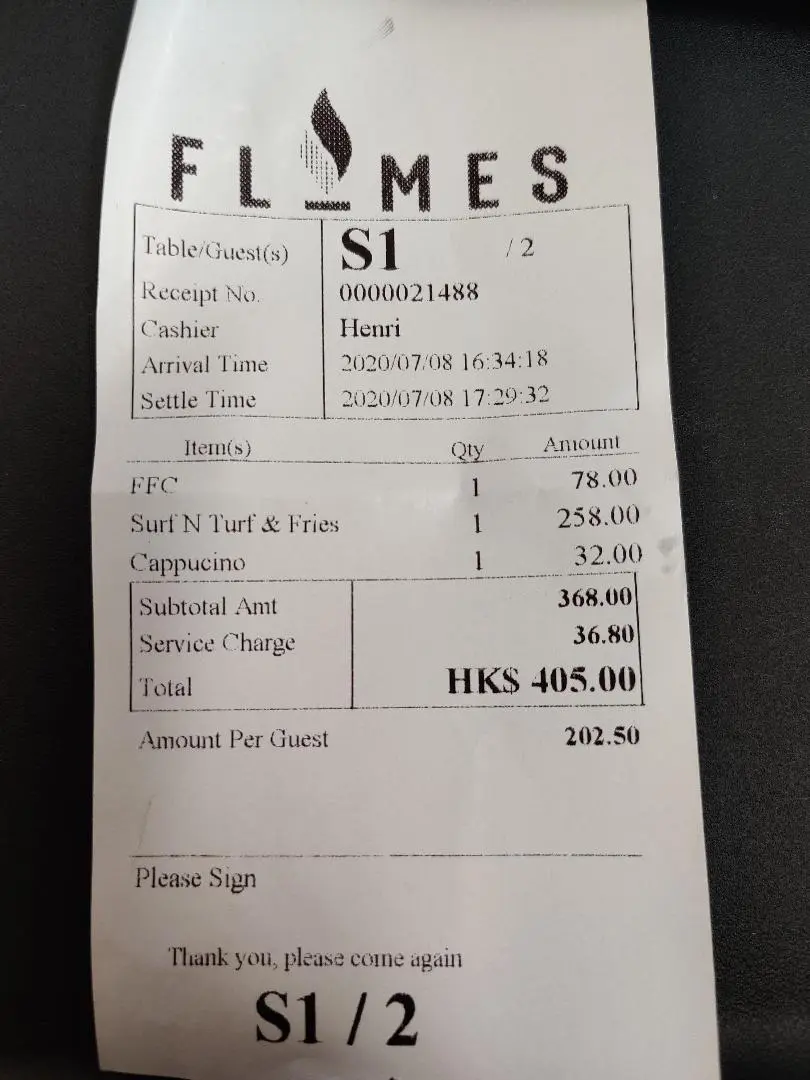 FLAMES
Table/Guest(s) S1 / 2
Receipt No. 0000021488
Cashier Henri
Arrival Time 2020/07/08 16:34:18
Settle Time 2020/07/08 17:29:32
Item(s) Qty Amount
FFC 1 78.00
Surf N Turf & Fries 1 258.00
Cappucino 1 32.00
Subtotal Amt 368.00
Service Charge 36.80
Total HK$ 405.00
Amount Per Guest 202.50
Please Sign
Thank you, please come again
S1 / 2